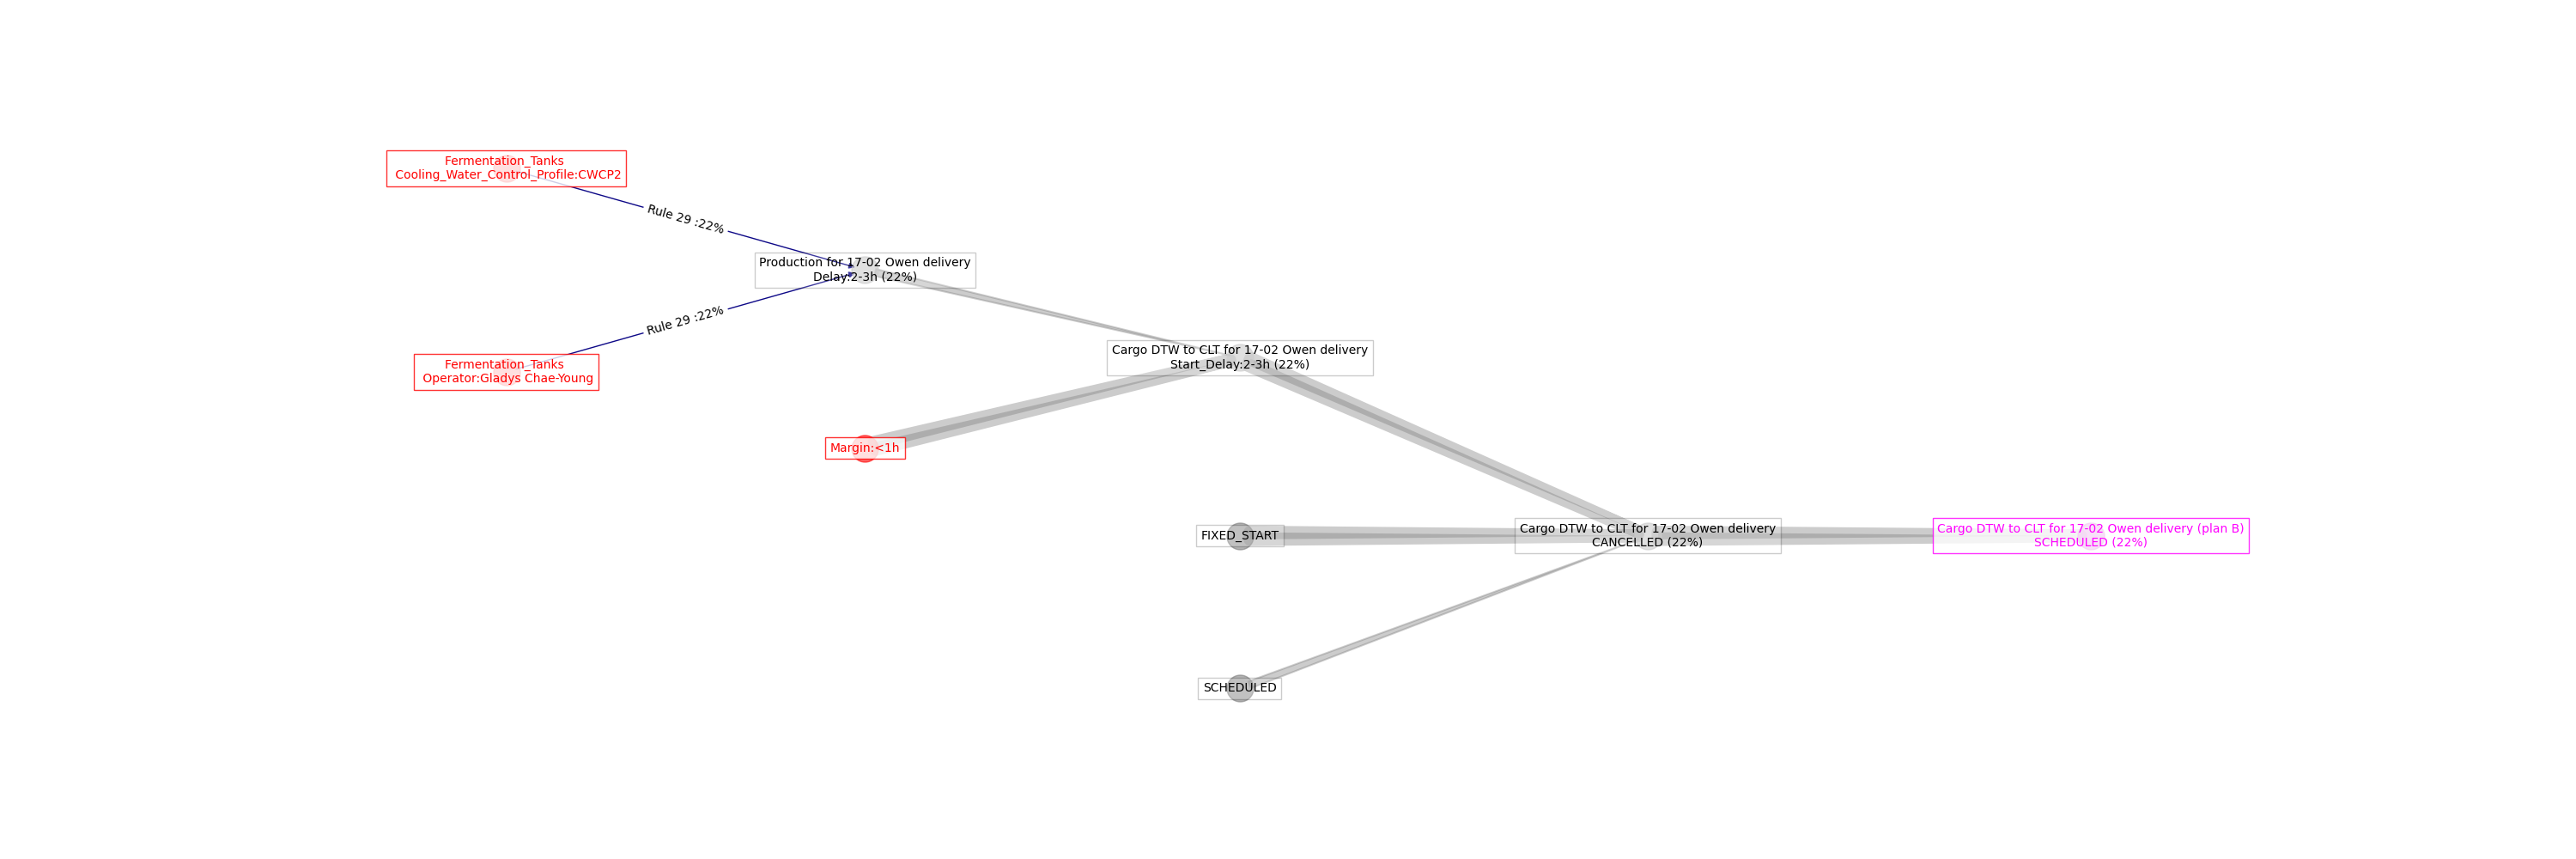 Fermentation_Tanks
Cooling_Water_Control_Profile:CWCP2
Rule 29 :22%
Production for 17-02 Owen delivery
Delay:2-3h (22%)
Rule 29 :22%
Fermentation_Tanks
Operator:Gladys Chae-Young
Cargo DTW to CLT for 17-02 Owen delivery
Start_Delay:2-3h (22%)
Margin:<1h
FIXED_START
Cargo DTW to CLT for 17-02 Owen delivery
CANCELLED (22%)
Cargo DTW to CLT for 17-02 Owen delivery (plan B)
SCHEDULED (22%)
SCHEDULED